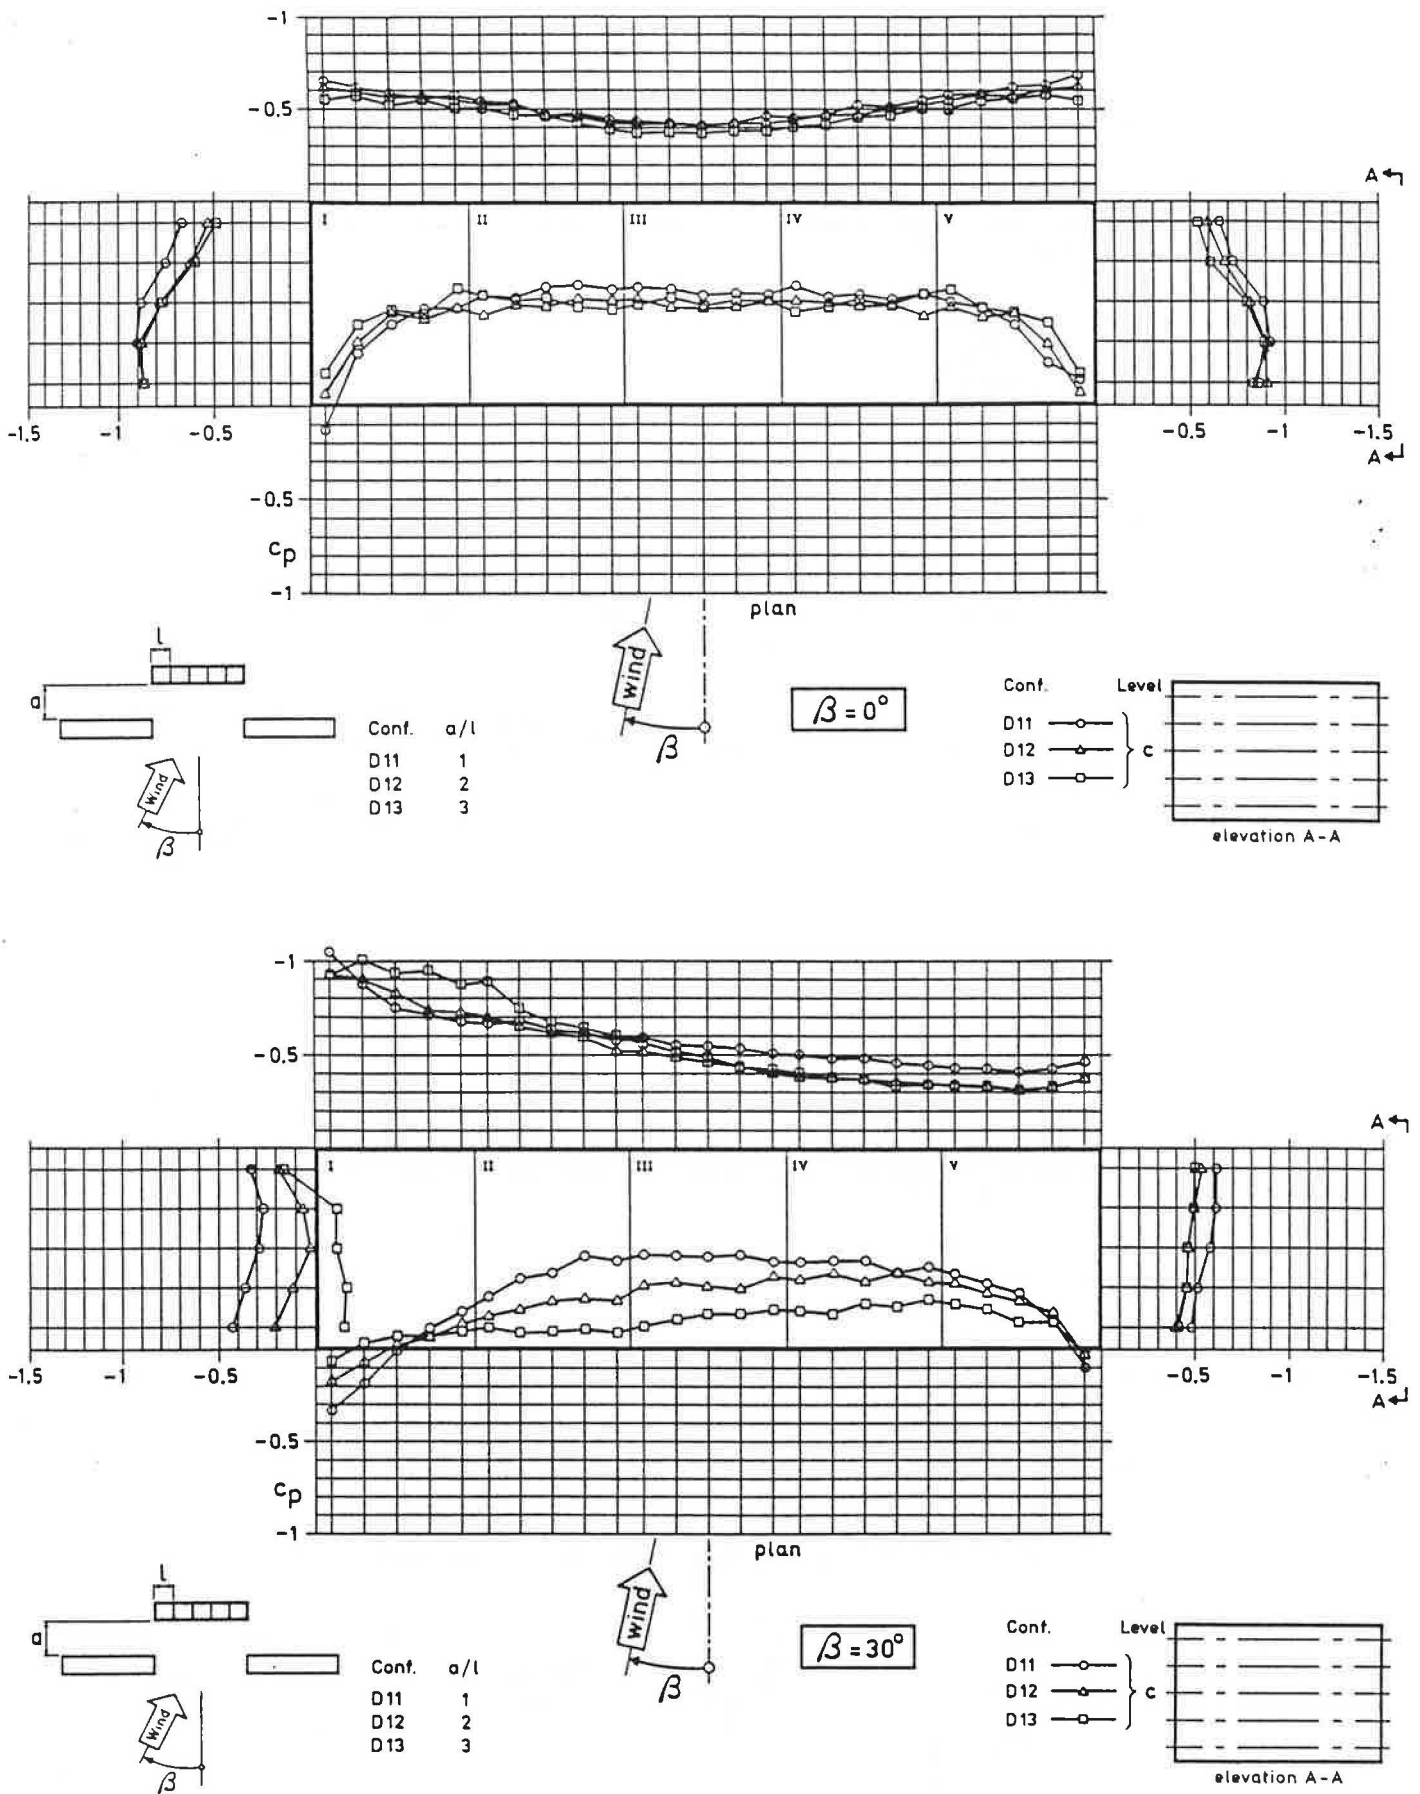 -1
-0.5
A
I II III IV V
-1.5 -1 -0.5
-0.5 -1 -1.5
A
-0.5
cp
-1
plan
l
a
wind
β
Conf. a/l
D11 1
D12 2
D13 3
wind
β
β = 0°
Conf. Level
D11
D12 c
D13
elevation A-A
-1
-0.5
A
I II III IV V
-1.5 -1 -0.5
-0.5 -1 -1.5
A
-0.5
cp
-1
plan
l
a
wind
β
Conf. a/l
D11 1
D12 2
D13 3
wind
β
β = 30°
Conf. Level
D11
D12 c
D13
elevation A-A